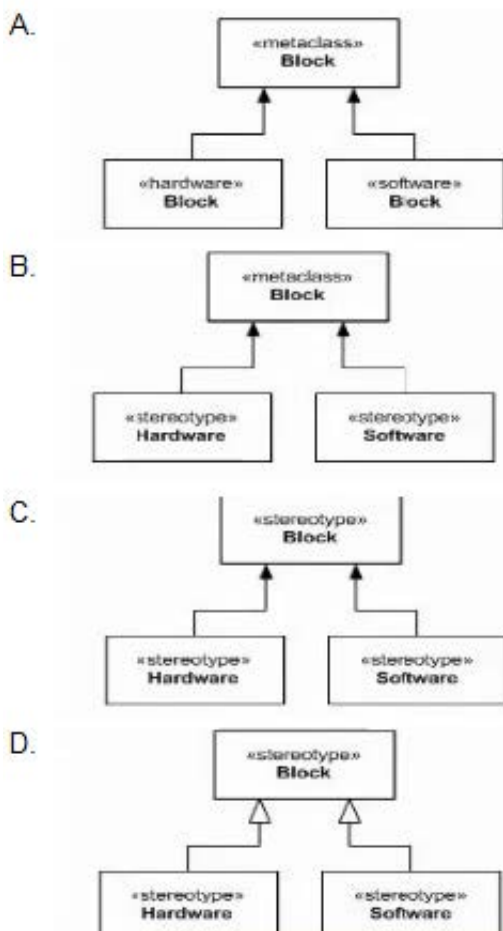 A.
«metaclass»
Block
«hardware» «software»
Block Block
B.
«metaclass»
Block
«stereotype» «stereotype»
Hardware Software
C.
«stereotype»
Block
«stereotype» «stereotype»
Hardware Software
D.
«stereotype»
Block
«stereotype» «stereotype»
Hardware Software